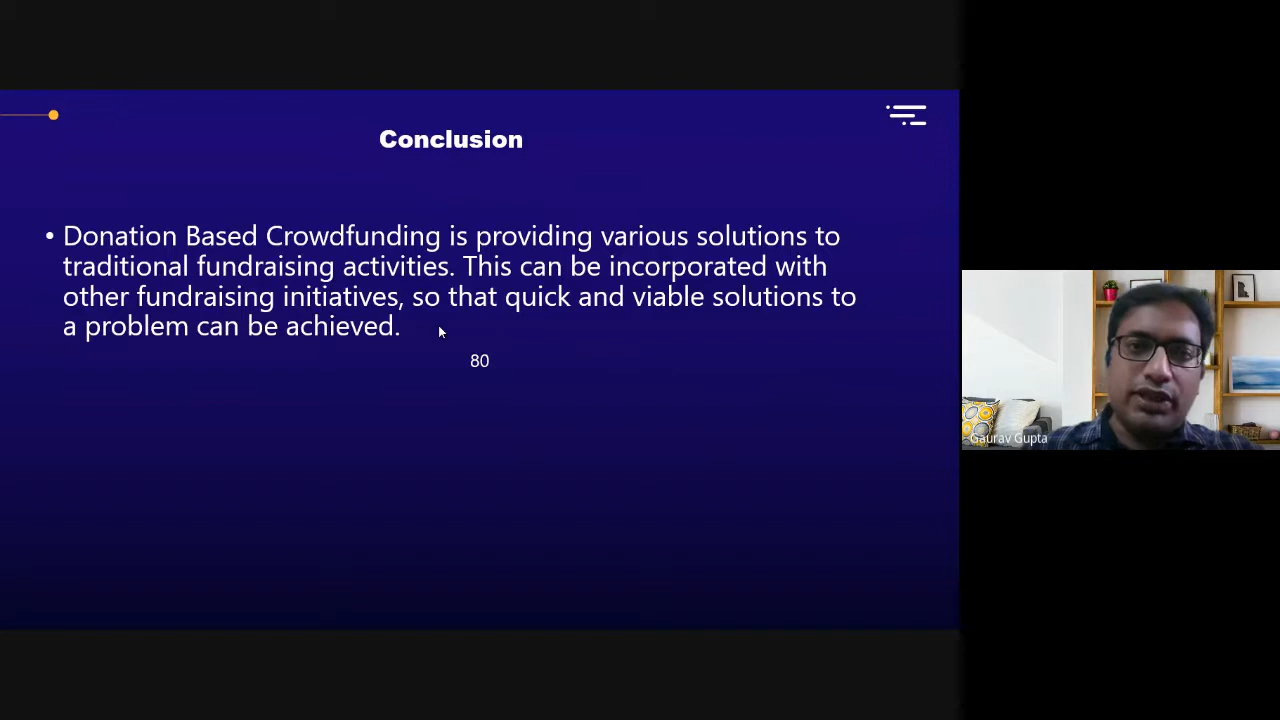 Conclusion
• Donation Based Crowdfunding is providing various solutions to
traditional fundraising activities. This can be incorporated with
other fundraising initiatives, so that quick and viable solutions to
a problem can be achieved.
80
Gaurav Gupta